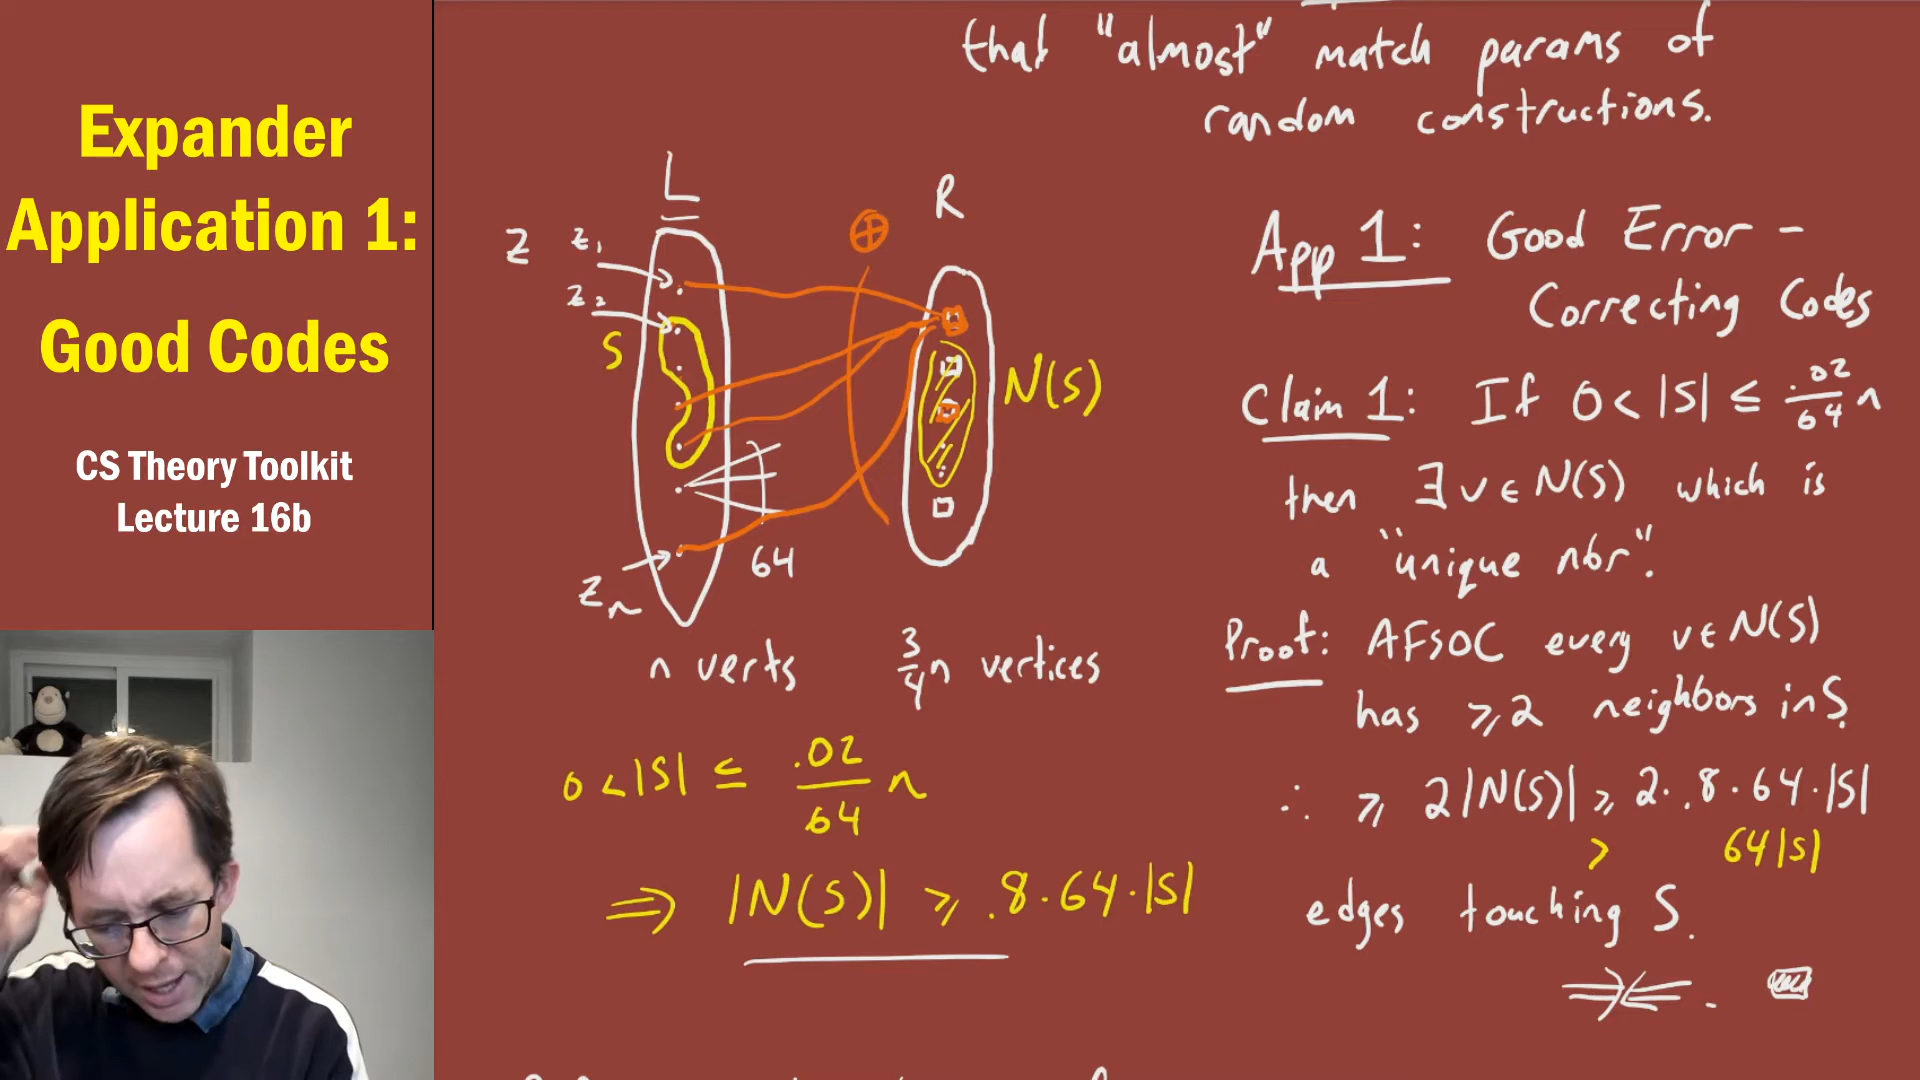 Expander
Application 1:
Good Codes
CS Theory Toolkit
Lecture 16b
that "almost" match params of
random constructions.
L
R
⊕
z
z₁
z₂
S
N(S)
64
zₙ
n verts
3/4 n vertices
0 < |S| ≤ .02/64 n
⇒ |N(S)| ≥ .8·64·|S|
App 1: Good Error-
Correcting Codes
Claim 1: If 0 < |S| ≤ .02/64 n
then ∃ v ∈ N(S) which is
a "unique nbr".
Proof: AFSOC every v ∈ N(S)
has ≥ 2 neighbors in S.
∴ ≥ 2|N(S)| ≥ 2·.8·64·|S|
> 64|S|
edges touching S.
⇒⇐.